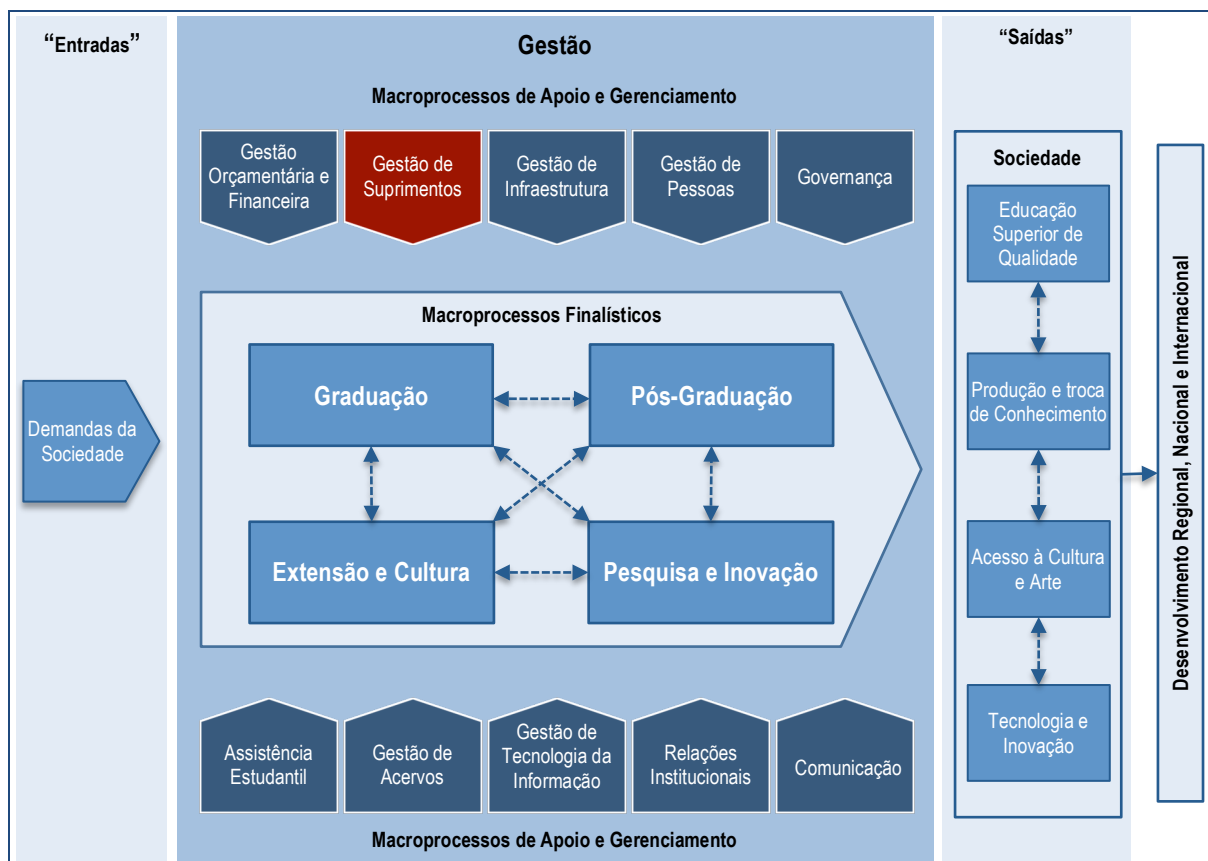 “Entradas”
Demandas da
Sociedade
Gestão
Macroprocessos de Apoio e Gerenciamento
Gestão
Orçamentária e
Financeira
Gestão de
Suprimentos
Gestão de
Infraestrutura
Gestão de
Pessoas
Governança
Macroprocessos Finalísticos
Graduação
Pós-Graduação
Extensão e Cultura
Pesquisa e Inovação
Assistência
Estudantil
Gestão de
Acervos
Gestão de
Tecnologia da
Informação
Relações
Institucionais
Comunicação
Macroprocessos de Apoio e Gerenciamento
“Saídas”
Sociedade
Educação
Superior de
Qualidade
Produção e troca
de Conhecimento
Acesso à Cultura
e Arte
Tecnologia e
Inovação
Desenvolvimento Regional, Nacional e Internacional